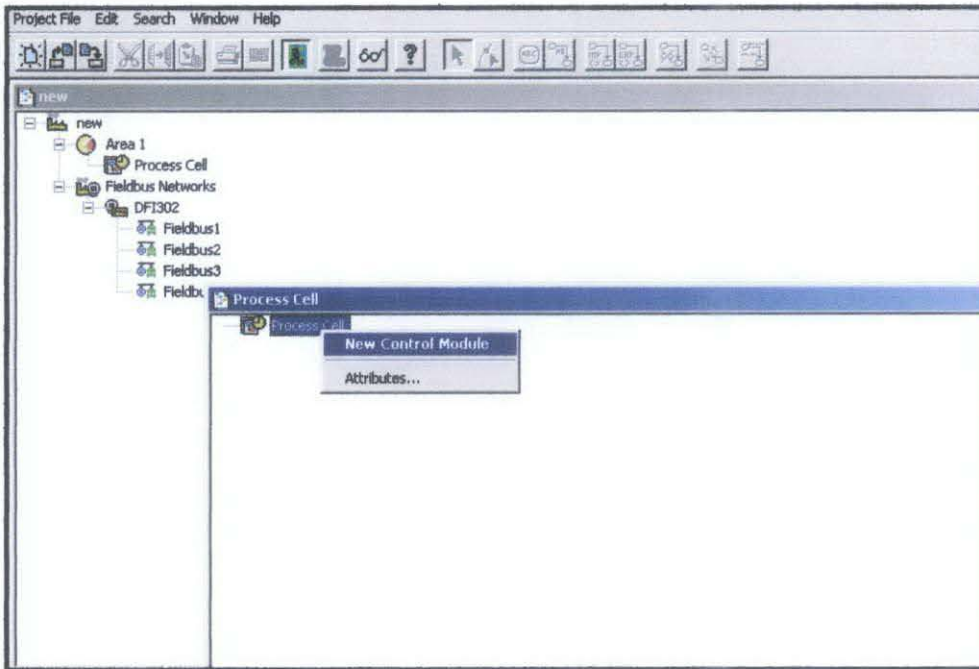 Project File Edit Search Window Help
new
new
Area 1
Process Cell
Fieldbus Networks
DFI302
Fieldbus1
Fieldbus2
Fieldbus3
Fieldbu
Process Cell
Process Cell
New Control Module
Attributes...